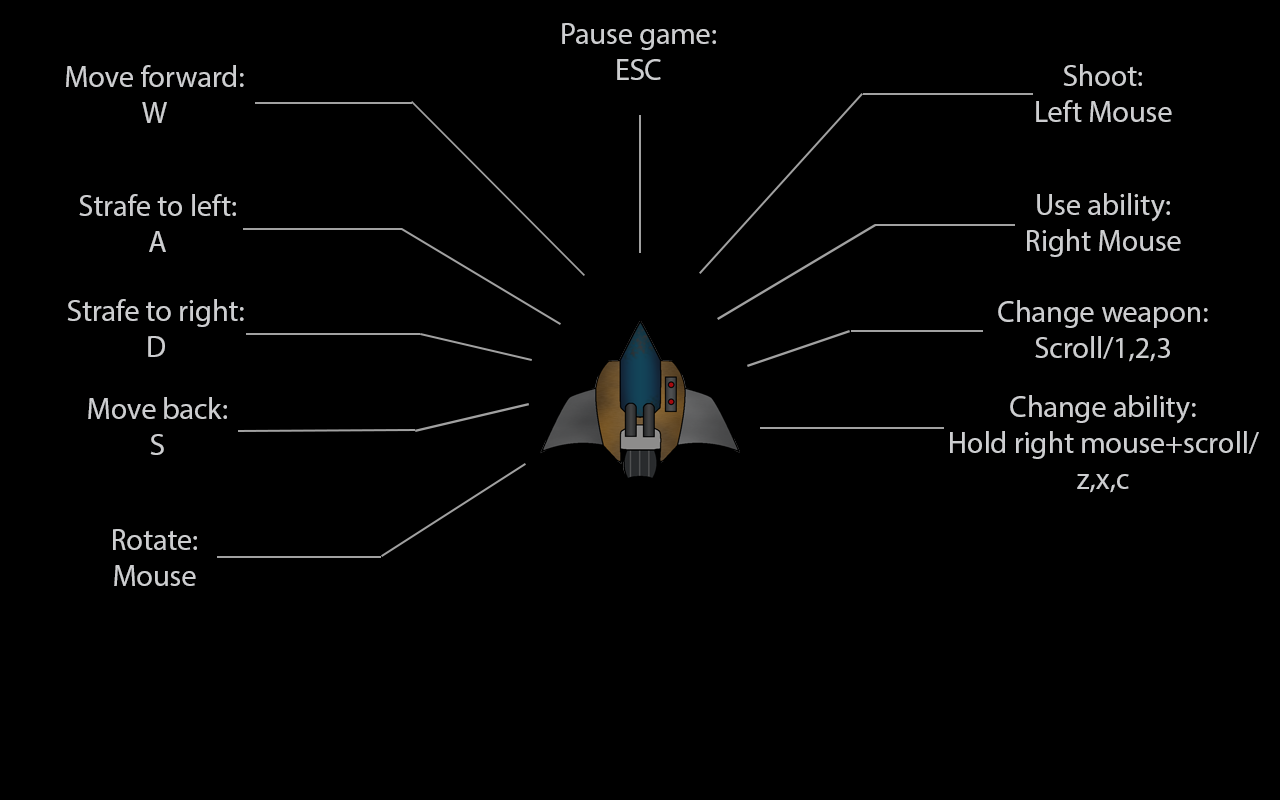 Pause game:
ESC
Move forward:
W
Strafe to left:
A
Strafe to right:
D
Move back:
S
Rotate:
Mouse
Shoot:
Left Mouse
Use ability:
Right Mouse
Change weapon:
Scroll/1,2,3
Change ability:
Hold right mouse+scroll/
z,x,c